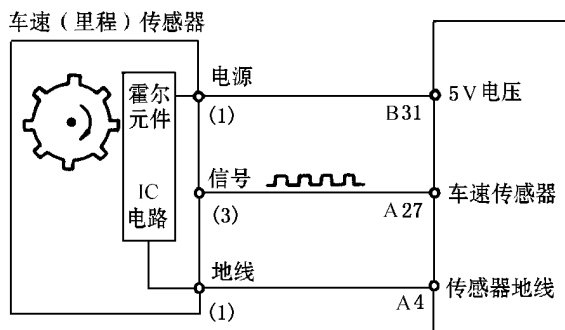 车速（里程）传感器
霍尔
元件
IC
电路
电源
(1)
B31
5V电压
信号
(3)
A27
车速传感器
地线
(1)
A4
传感器地线